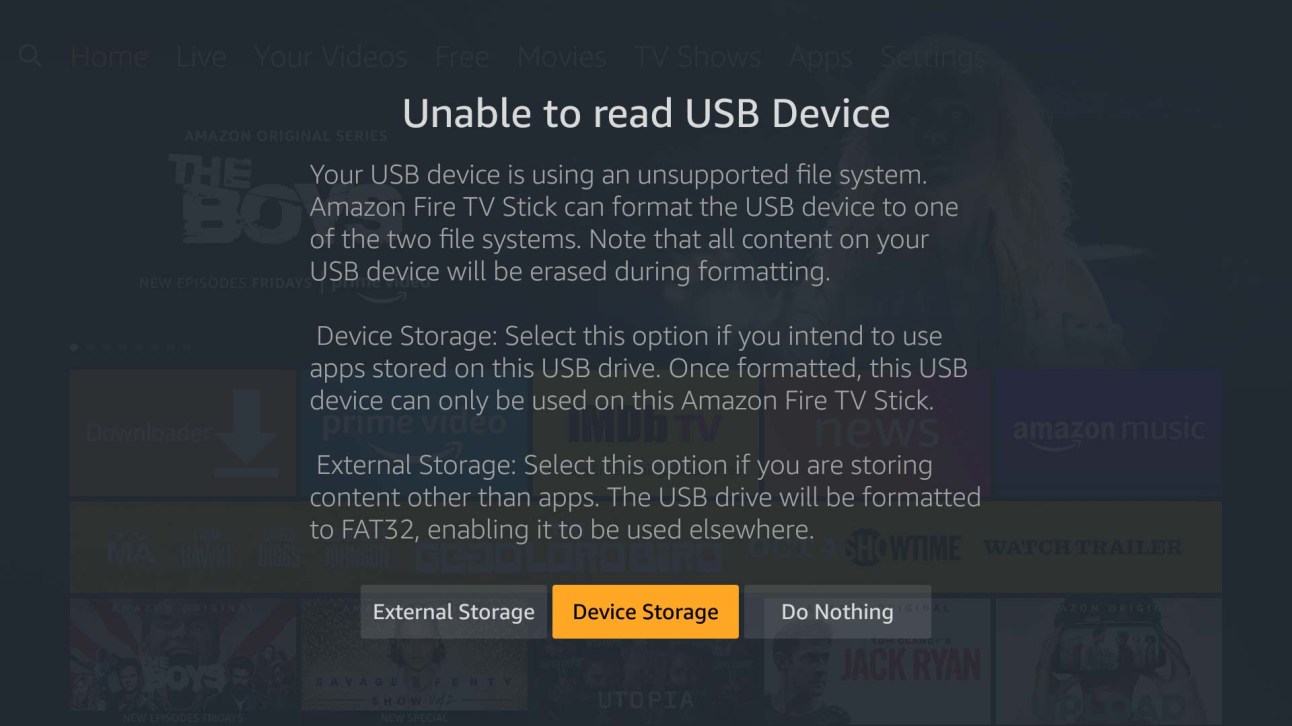 Home Live Your Videos Free Movies TV Shows Apps Settings
Unable to read USB Device
AMAZON ORIGINAL SERIES
THE
BOYS
NEW EPISODES FRIDAYS | prime video
Your USB device is using an unsupported file system.
Amazon Fire TV Stick can format the USB device to one
of the two file systems. Note that all content on your
USB device will be erased during formatting.
Device Storage: Select this option if you intend to use
apps stored on this USB drive. Once formatted, this USB
device can only be used on this Amazon Fire TV Stick.
Downloader prime video IMDb TV news amazon music
External Storage: Select this option if you are storing
content other than apps. The USB drive will be formatted
to FAT32, enabling it to be used elsewhere.
GOOD LORD BIRD SHOWTIME WATCH TRAILER
External Storage Device Storage Do Nothing
THE BOYS SAVAGE X FENTY
SHOW
UTOPIA
TOM CLANCY'S
JACK RYAN
UPLOAD
NEW EPISODES FRIDAYS NEW SPECIAL